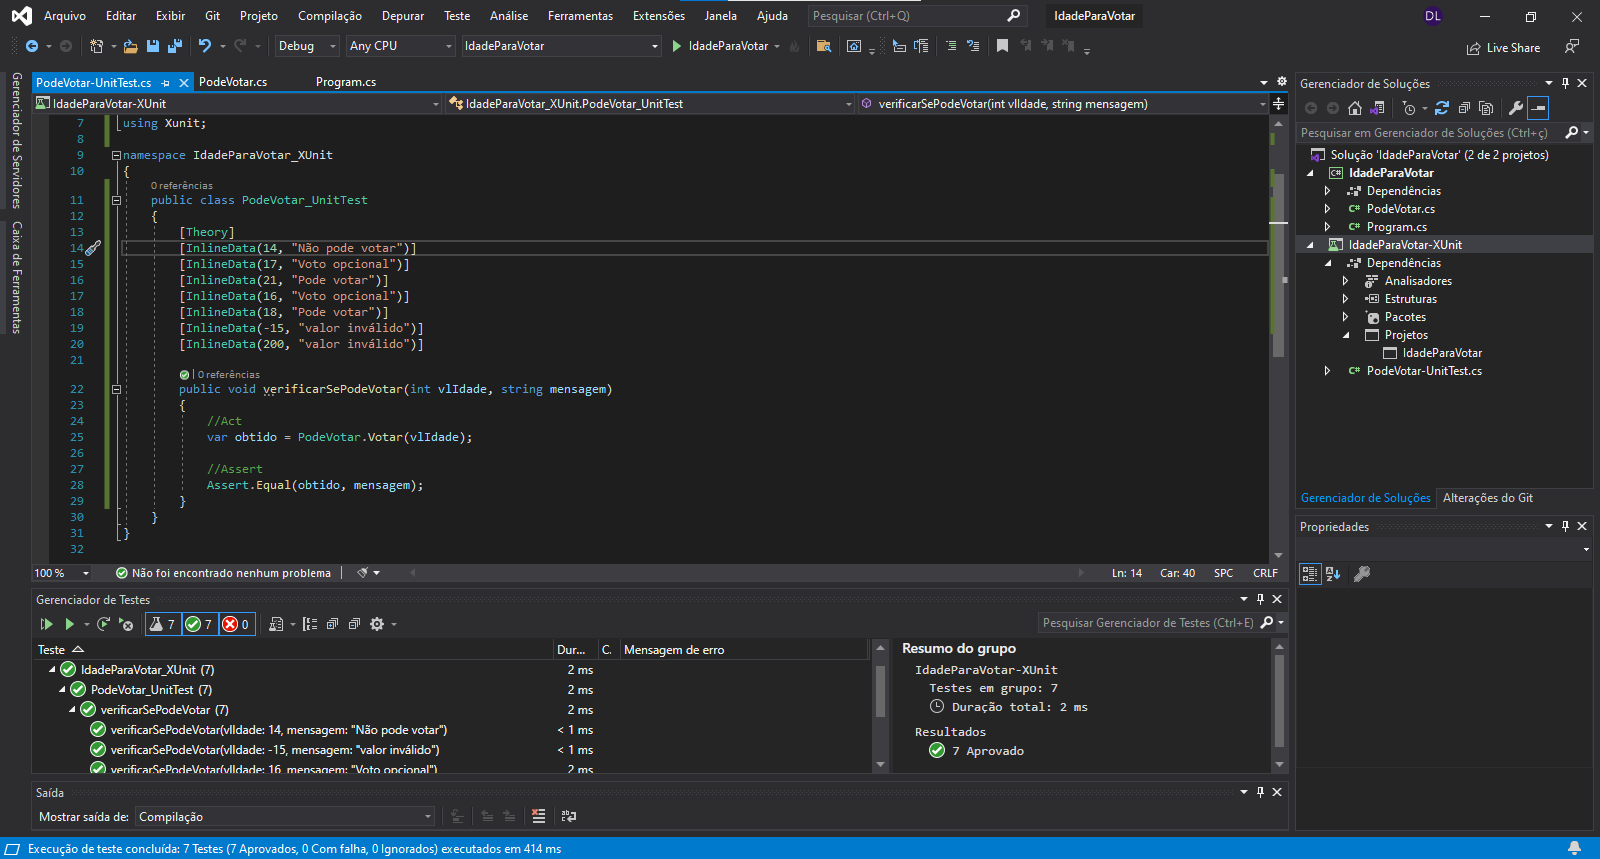 Arquivo Editar Exibir Git Projeto Compilação Depurar Teste Análise Ferramentas Extensões Janela Ajuda Pesquisar (Ctrl+Q) IdadeParaVotar DL
Debug Any CPU IdadeParaVotar IdadeParaVotar Live Share
Gerenciador de Servidores
Caixa de Ferramentas
PodeVotar-UnitTest.cs PodeVotar.cs Program.cs
IdadeParaVotar-XUnit IdadeParaVotar_XUnit.PodeVotar_UnitTest verificarSePodeVotar(int vlIdade, string mensagem)
7 using Xunit;
8
9 namespace IdadeParaVotar_XUnit
10 {
0 referências
11 public class PodeVotar_UnitTest
12 {
13 [Theory]
14 [InlineData(14, "Não pode votar")]
15 [InlineData(17, "Voto opcional")]
16 [InlineData(21, "Pode votar")]
17 [InlineData(16, "Voto opcional")]
18 [InlineData(18, "Pode votar")]
19 [InlineData(-15, "valor inválido")]
20 [InlineData(200, "valor inválido")]
21
0 referências
22 public void verificarSePodeVotar(int vlIdade, string mensagem)
23 {
24 //Act
25 var obtido = PodeVotar.Votar(vlIdade);
26
27 //Assert
28 Assert.Equal(obtido, mensagem);
29 }
30 }
31 }
32
100 % Não foi encontrado nenhum problema Ln: 14 Car: 40 SPC CRLF
Gerenciador de Testes
7 7 0 Pesquisar Gerenciador de Testes (Ctrl+E)
Teste Dur... C. Mensagem de erro
IdadeParaVotar_XUnit (7) 2 ms
PodeVotar_UnitTest (7) 2 ms
verificarSePodeVotar (7) 2 ms
verificarSePodeVotar(vlIdade: 14, mensagem: "Não pode votar") < 1 ms
verificarSePodeVotar(vlIdade: -15, mensagem: "valor inválido") < 1 ms
verificarSePodeVotar(vlIdade: 16, mensagem: "Voto opcional") 2 ms
Resumo do grupo
IdadeParaVotar-XUnit
Testes em grupo: 7
Duração total: 2 ms
Resultados
7 Aprovado
Saída
Mostrar saída de: Compilação
Gerenciador de Soluções
Pesquisar em Gerenciador de Soluções (Ctrl+ç)
Solução 'IdadeParaVotar' (2 de 2 projetos)
C# IdadeParaVotar
Dependências
C# PodeVotar.cs
C# Program.cs
IdadeParaVotar-XUnit
Dependências
Analisadores
Estruturas
Pacotes
Projetos
IdadeParaVotar
C# PodeVotar-UnitTest.cs
Gerenciador de Soluções Alterações do Git
Propriedades
Execução de teste concluída: 7 Testes (7 Aprovados, 0 Com falha, 0 Ignorados) executados em 414 ms